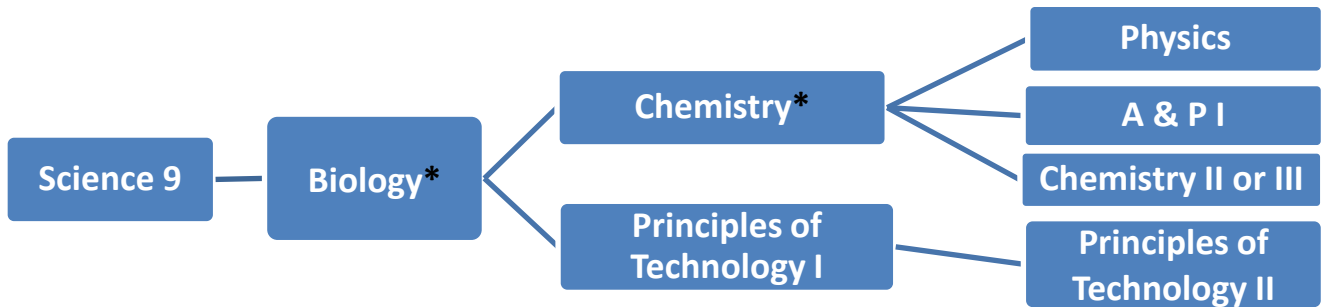 Science 9
Biology*
Chemistry*
Principles of
Technology I
Physics
A & P I
Chemistry II or III
Principles of
Technology II